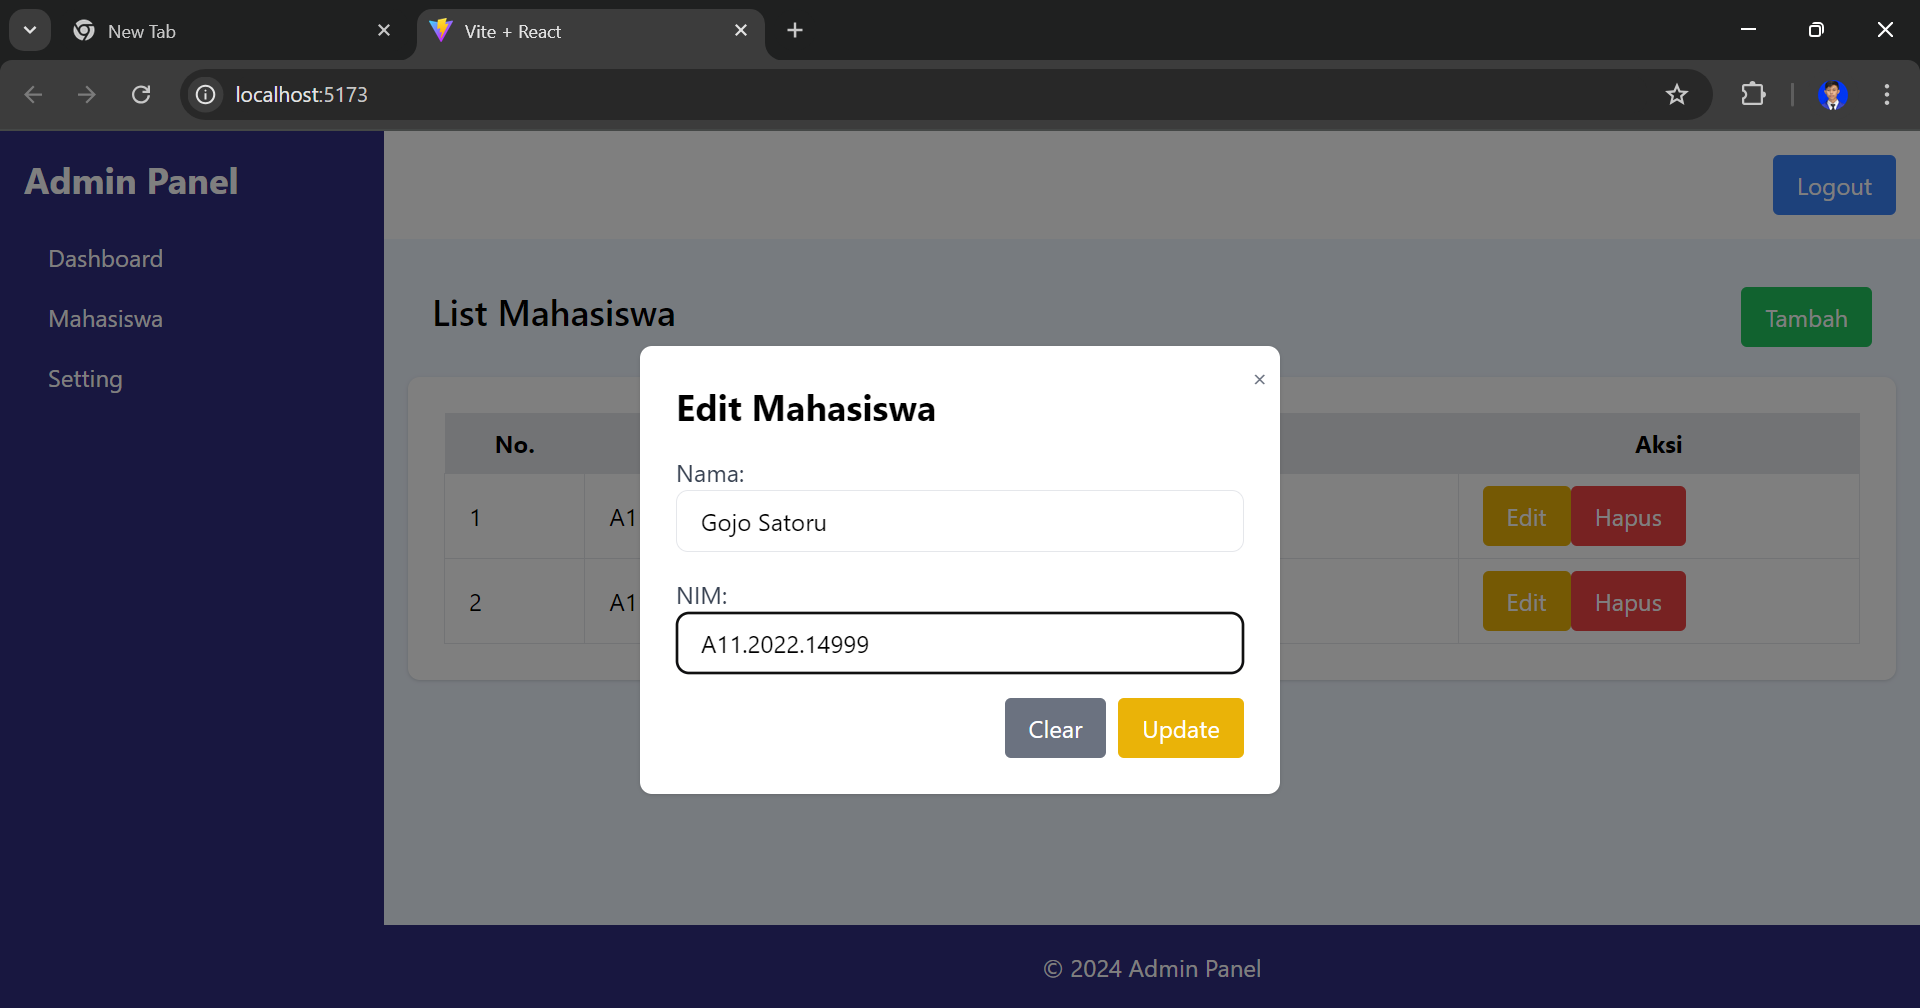 New Tab
Vite + React
localhost:5173
Admin Panel
Logout
Dashboard
Mahasiswa
Setting
List Mahasiswa
Tambah
×
Edit Mahasiswa
No.
Aksi
Nama:
Gojo Satoru
1
A1
Edit
Hapus
NIM:
2
A1
Edit
Hapus
A11.2022.14999
Clear
Update
© 2024 Admin Panel